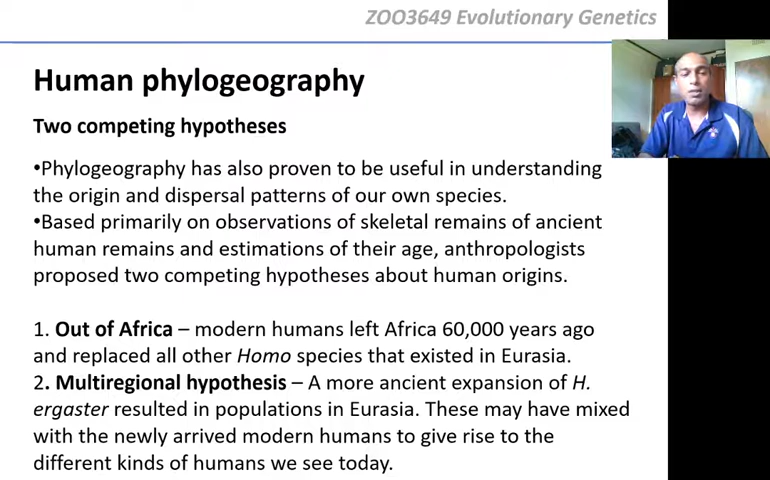 ZOO3649 Evolutionary Genetics
Human phylogeography
Two competing hypotheses
•Phylogeography has also proven to be useful in understanding
the origin and dispersal patterns of our own species.
•Based primarily on observations of skeletal remains of ancient
human remains and estimations of their age, anthropologists
proposed two competing hypotheses about human origins.
1. Out of Africa – modern humans left Africa 60,000 years ago
and replaced all other Homo species that existed in Eurasia.
2. Multiregional hypothesis – A more ancient expansion of H.
ergaster resulted in populations in Eurasia. These may have mixed
with the newly arrived modern humans to give rise to the
different kinds of humans we see today.